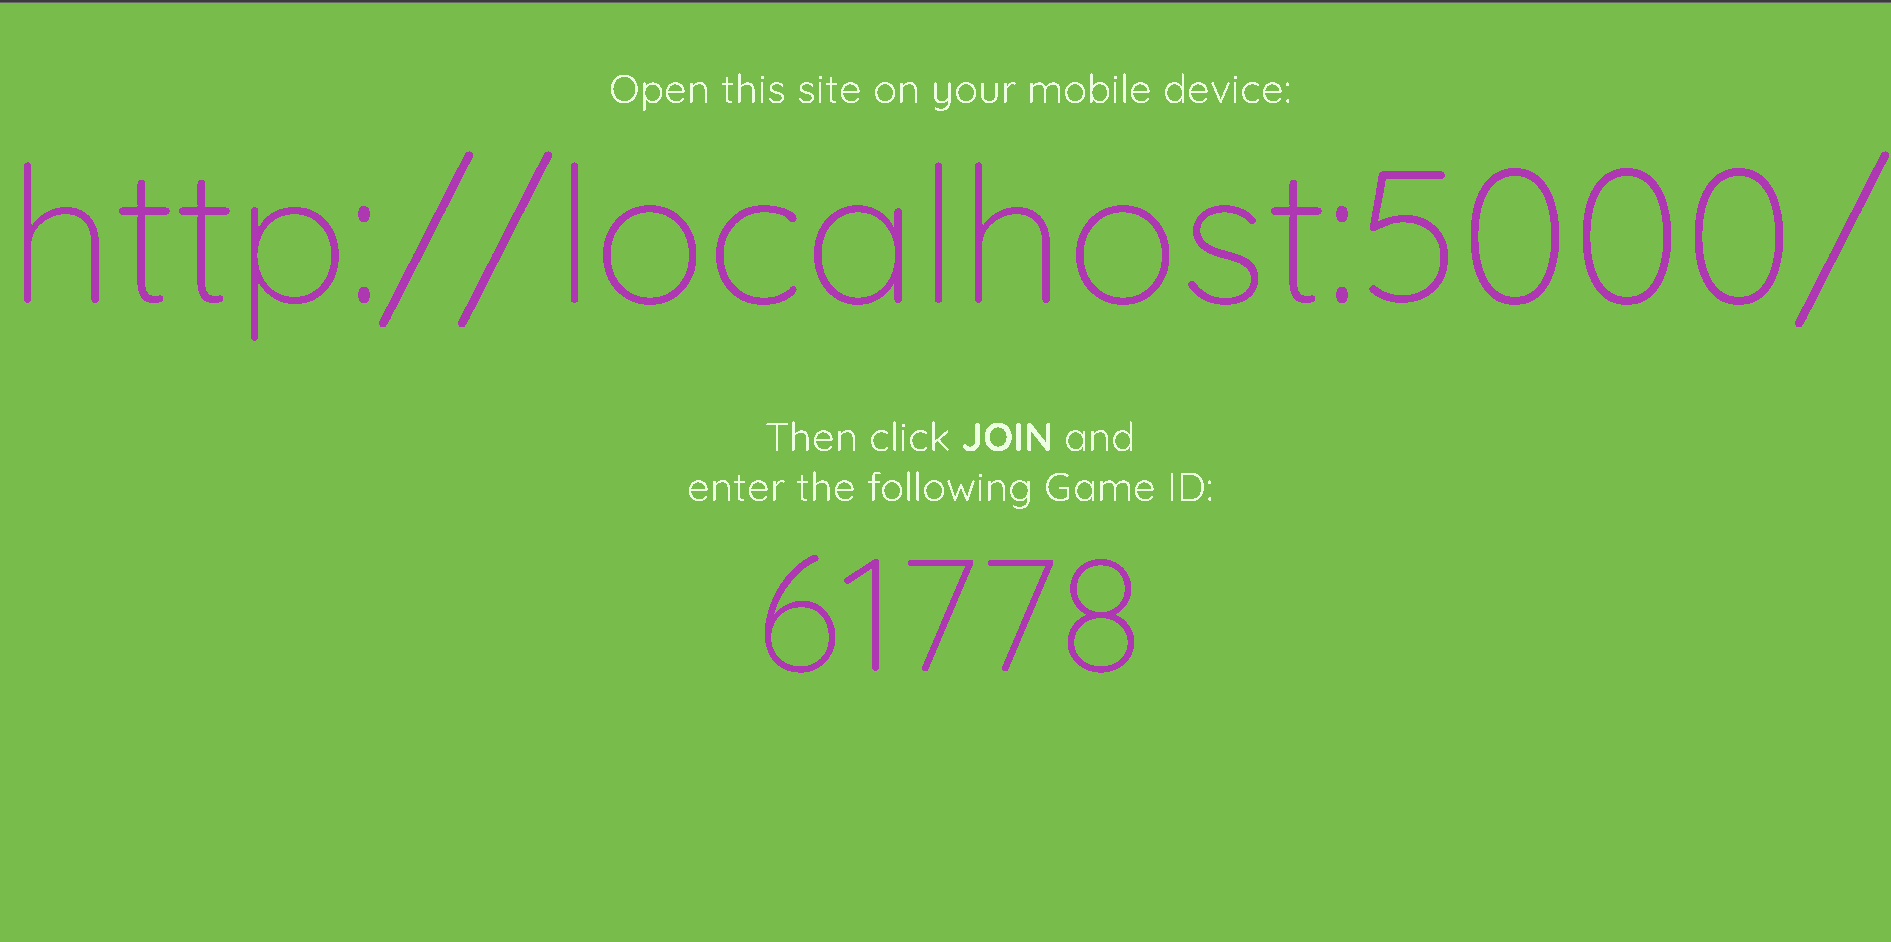 Open this site on your mobile device:
http://localhost:5000/
Then click JOIN and
enter the following Game ID:
61778